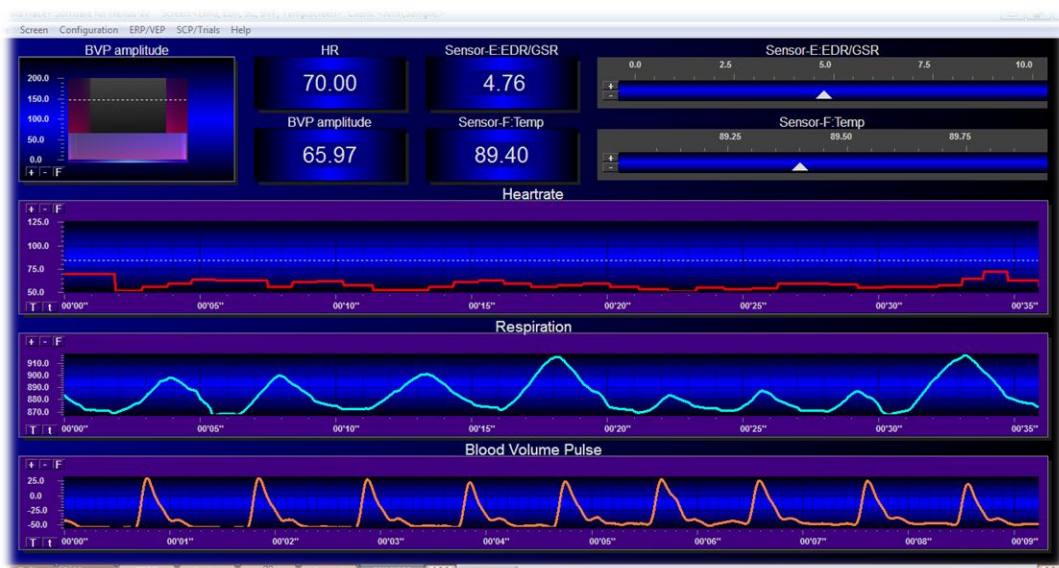 Screen Configuration ERP/VEP SCP/Trials Help
BVP amplitude
200.0
150.0
100.0
50.0
0.0
+ - F
HR
70.00
Sensor-E:EDR/GSR
4.76
BVP amplitude
65.97
Sensor-F:Temp
89.40
Sensor-E:EDR/GSR
0.0 2.5 5.0 7.5 10.0
+
-
Sensor-F:Temp
89.25 89.50 89.75
+
-
Heartrate
+ - F
125.0
100.0
75.0
50.0
T t 00'00" 00'05" 00'10" 00'15" 00'20" 00'25" 00'30" 00'35"
Respiration
+ - F
910.0
900.0
890.0
880.0
870.0
T t 00'00" 00'05" 00'10" 00'15" 00'20" 00'25" 00'30" 00'35"
Blood Volume Pulse
+ - F
25.0
0.0
-25.0
-50.0
T t 00'00" 00'01" 00'02" 00'03" 00'04" 00'05" 00'06" 00'07" 00'08" 00'09"